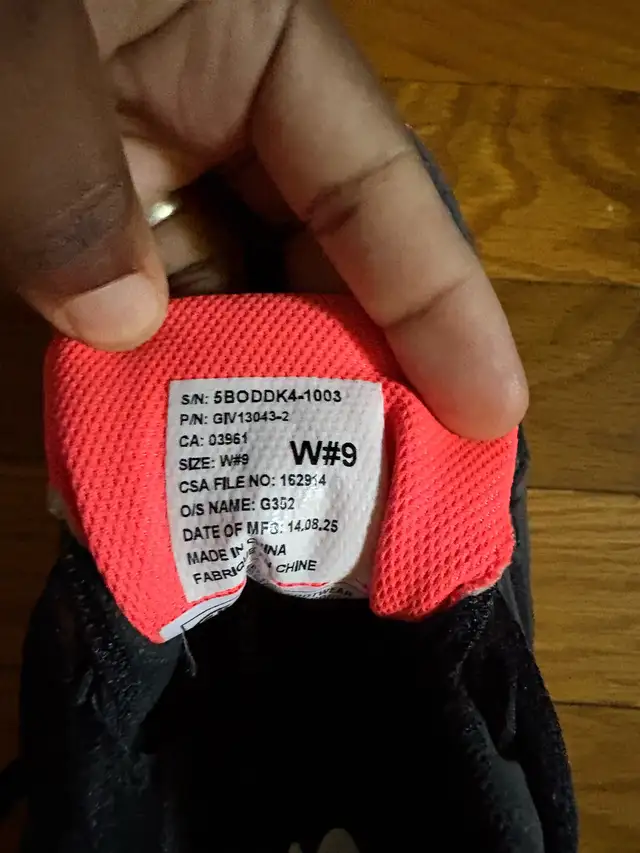 S/N: 5BODDK4-1003
P/N: GIV13043-2
CA: 03961
SIZE: W#9
W#9
CSA FILE NO: 162914
O/S NAME: G352
DATE OF MFG: 14.08.25
MADE IN
CHINE